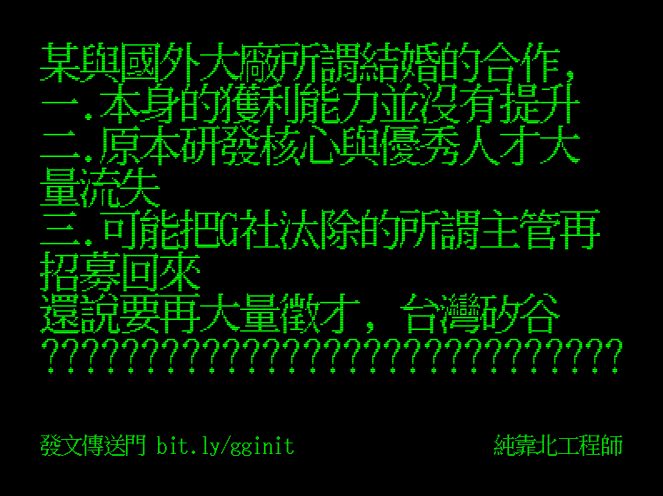 某與國外大廠所謂結婚的合作,
一.本身的獲利能力並沒有提升
二.原本研發核心與優秀人才大
量流失
三.可能把G社汰除的所謂主管再
招募回來
還說要再大量徵才, 台灣矽谷
?????????????????????????????
發文傳送門 bit.ly/gginit
純靠北工程師